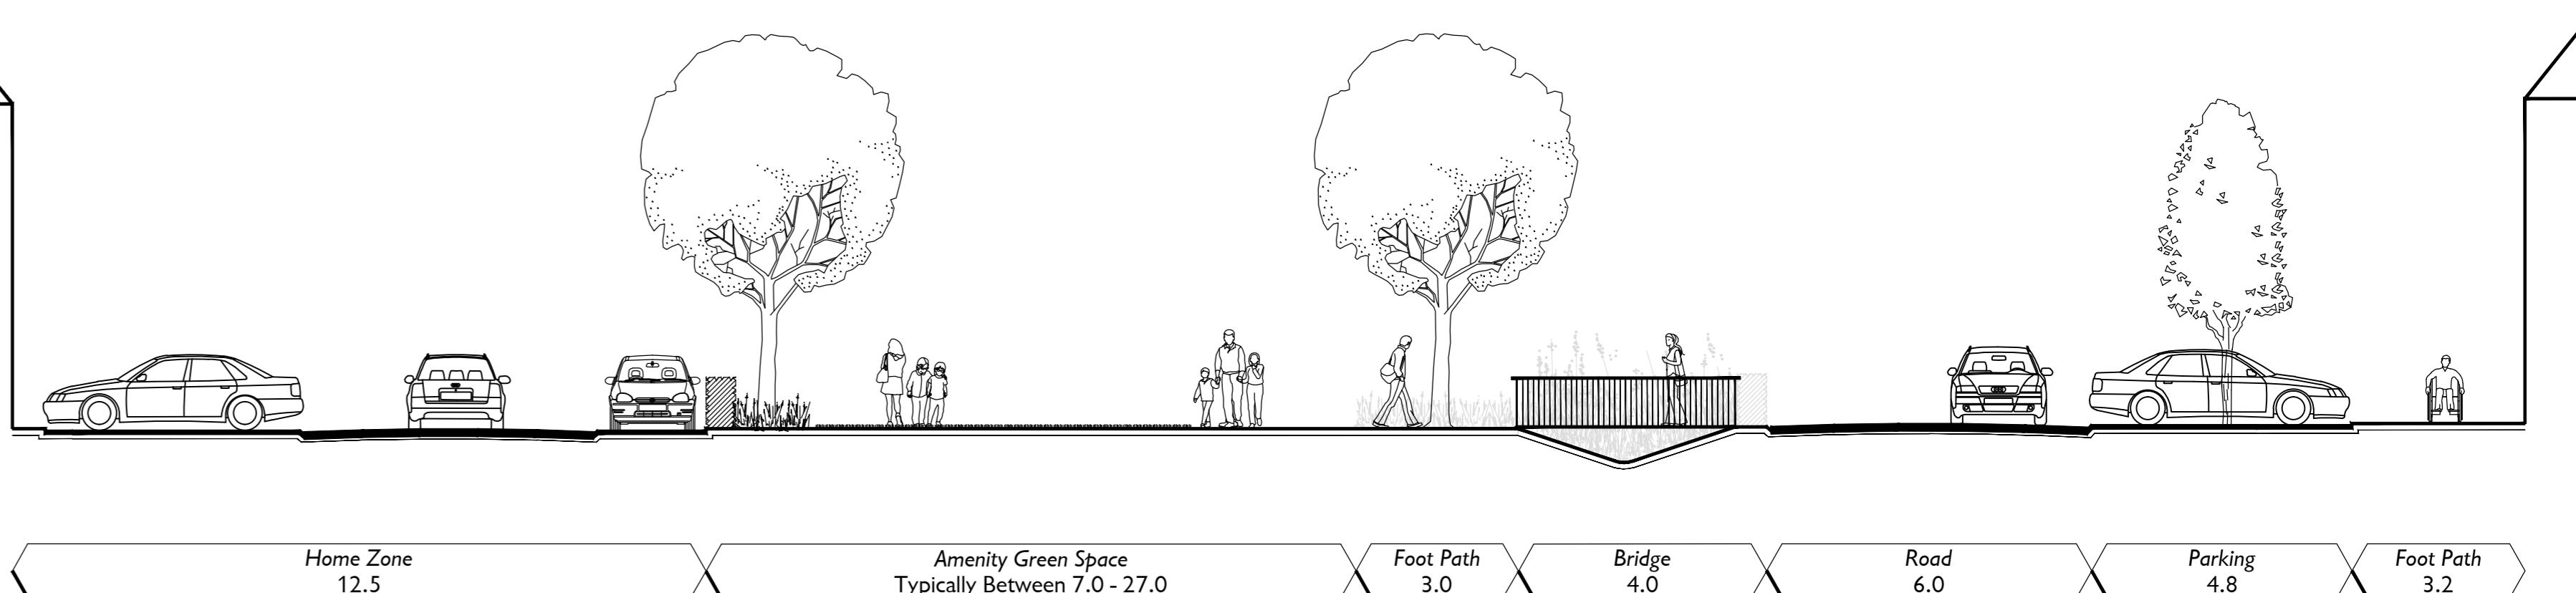 Home Zone
12.5
Amenity Green Space
Typically Between 7.0 - 27.0
Foot Path
3.0
Bridge
4.0
Road
6.0
Parking
4.8
Foot Path
3.2